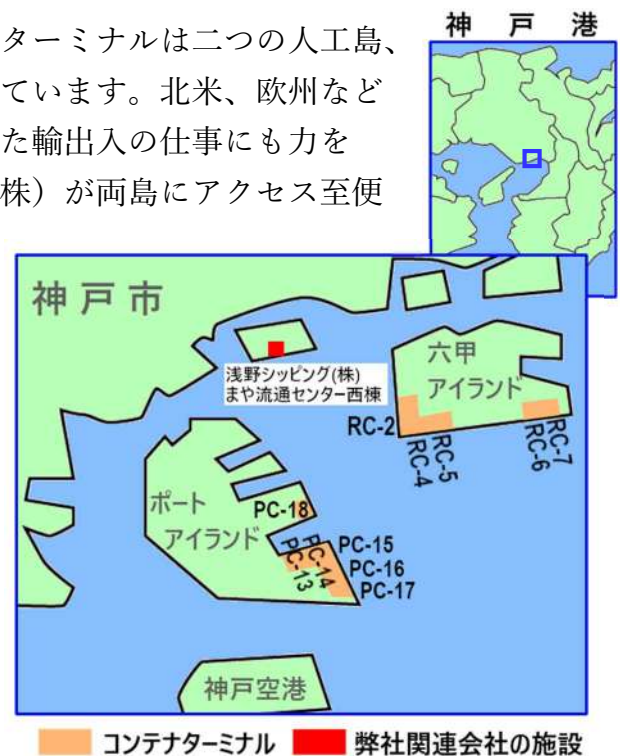 ターミナルは二つの人工島、
ています。北米、欧州など
た輸出入の仕事にも力を
株）が両島にアクセス至便
神戸港
神戸市
浅野シッピング(株)
まや流通センター西棟
六甲
アイランド
RC-2
RC-4
RC-5
RC-6
RC-7
ポート
アイランド
PC-18
PC-13
PC-14
PC-15
PC-16
PC-17
神戸空港
コンテナターミナル
弊社関連会社の施設